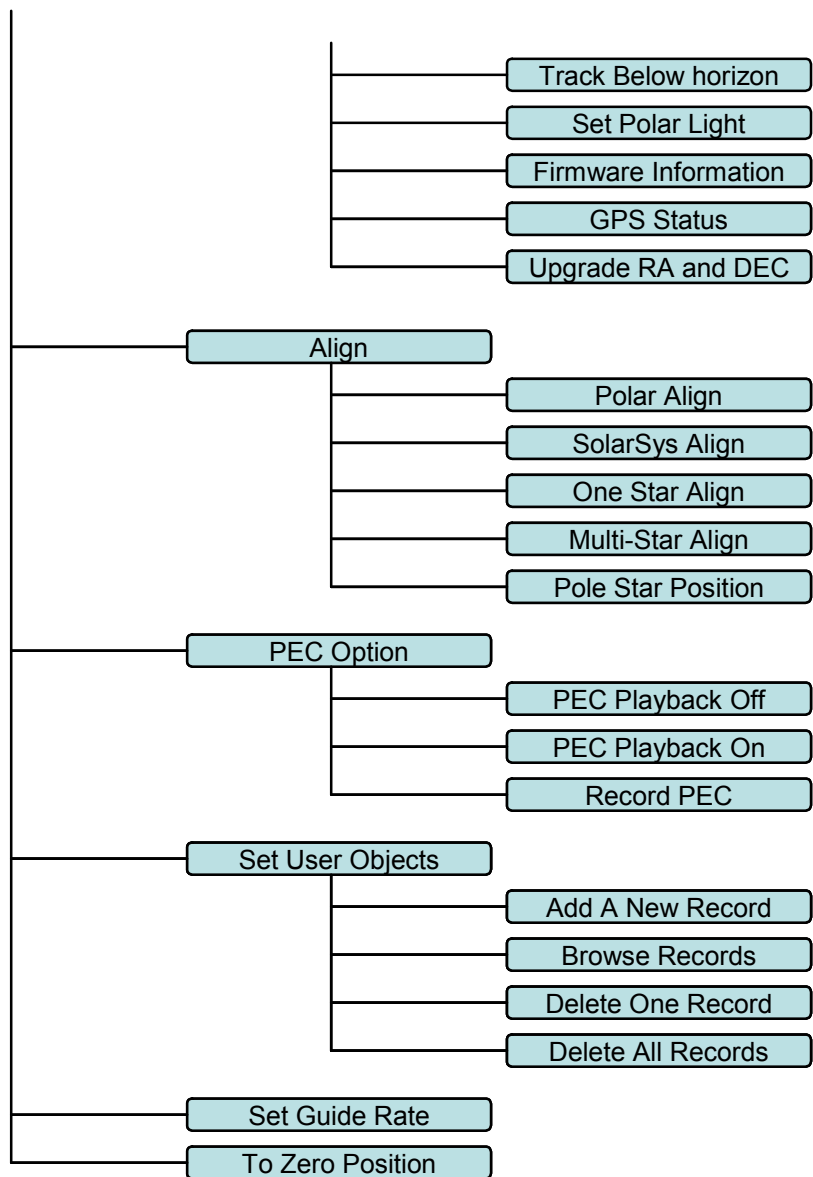 Track Below horizon
Set Polar Light
Firmware Information
GPS Status
Upgrade RA and DEC
Align
Polar Align
SolarSys Align
One Star Align
Multi-Star Align
Pole Star Position
PEC Option
PEC Playback Off
PEC Playback On
Record PEC
Set User Objects
Add A New Record
Browse Records
Delete One Record
Delete All Records
Set Guide Rate
To Zero Position